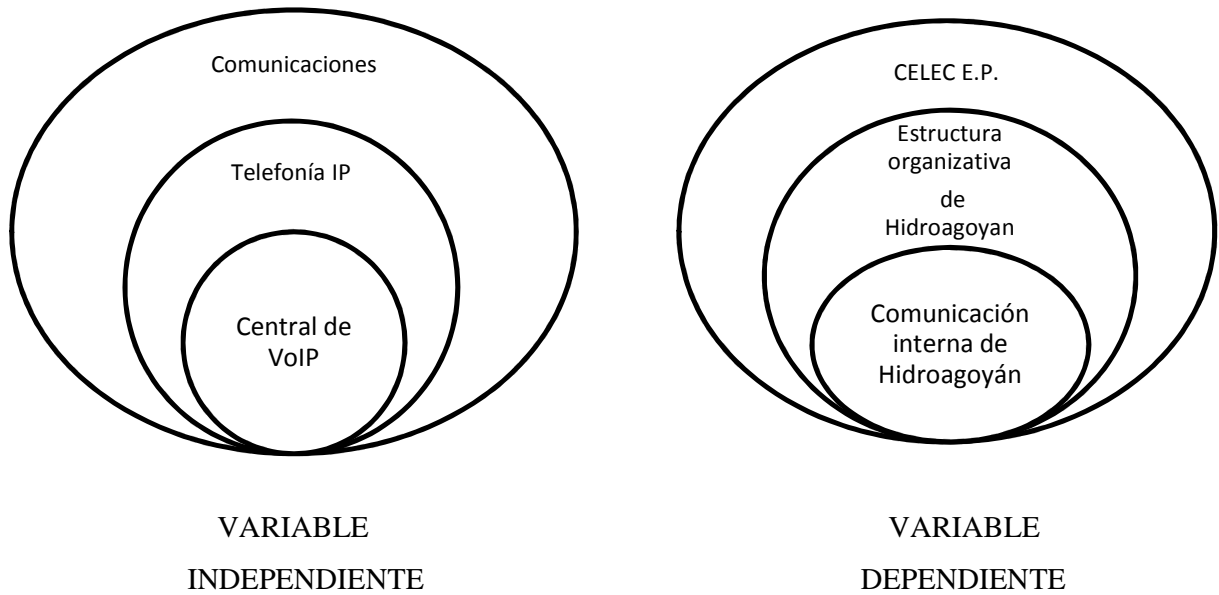 Comunicaciones
Telefonía IP
Central de
VoIP
VARIABLE
INDEPENDIENTE
CELEC E.P.
Estructura
organizativa
de
Hidroagoyan
Comunicación
interna de
Hidroagoyán
VARIABLE
DEPENDIENTE